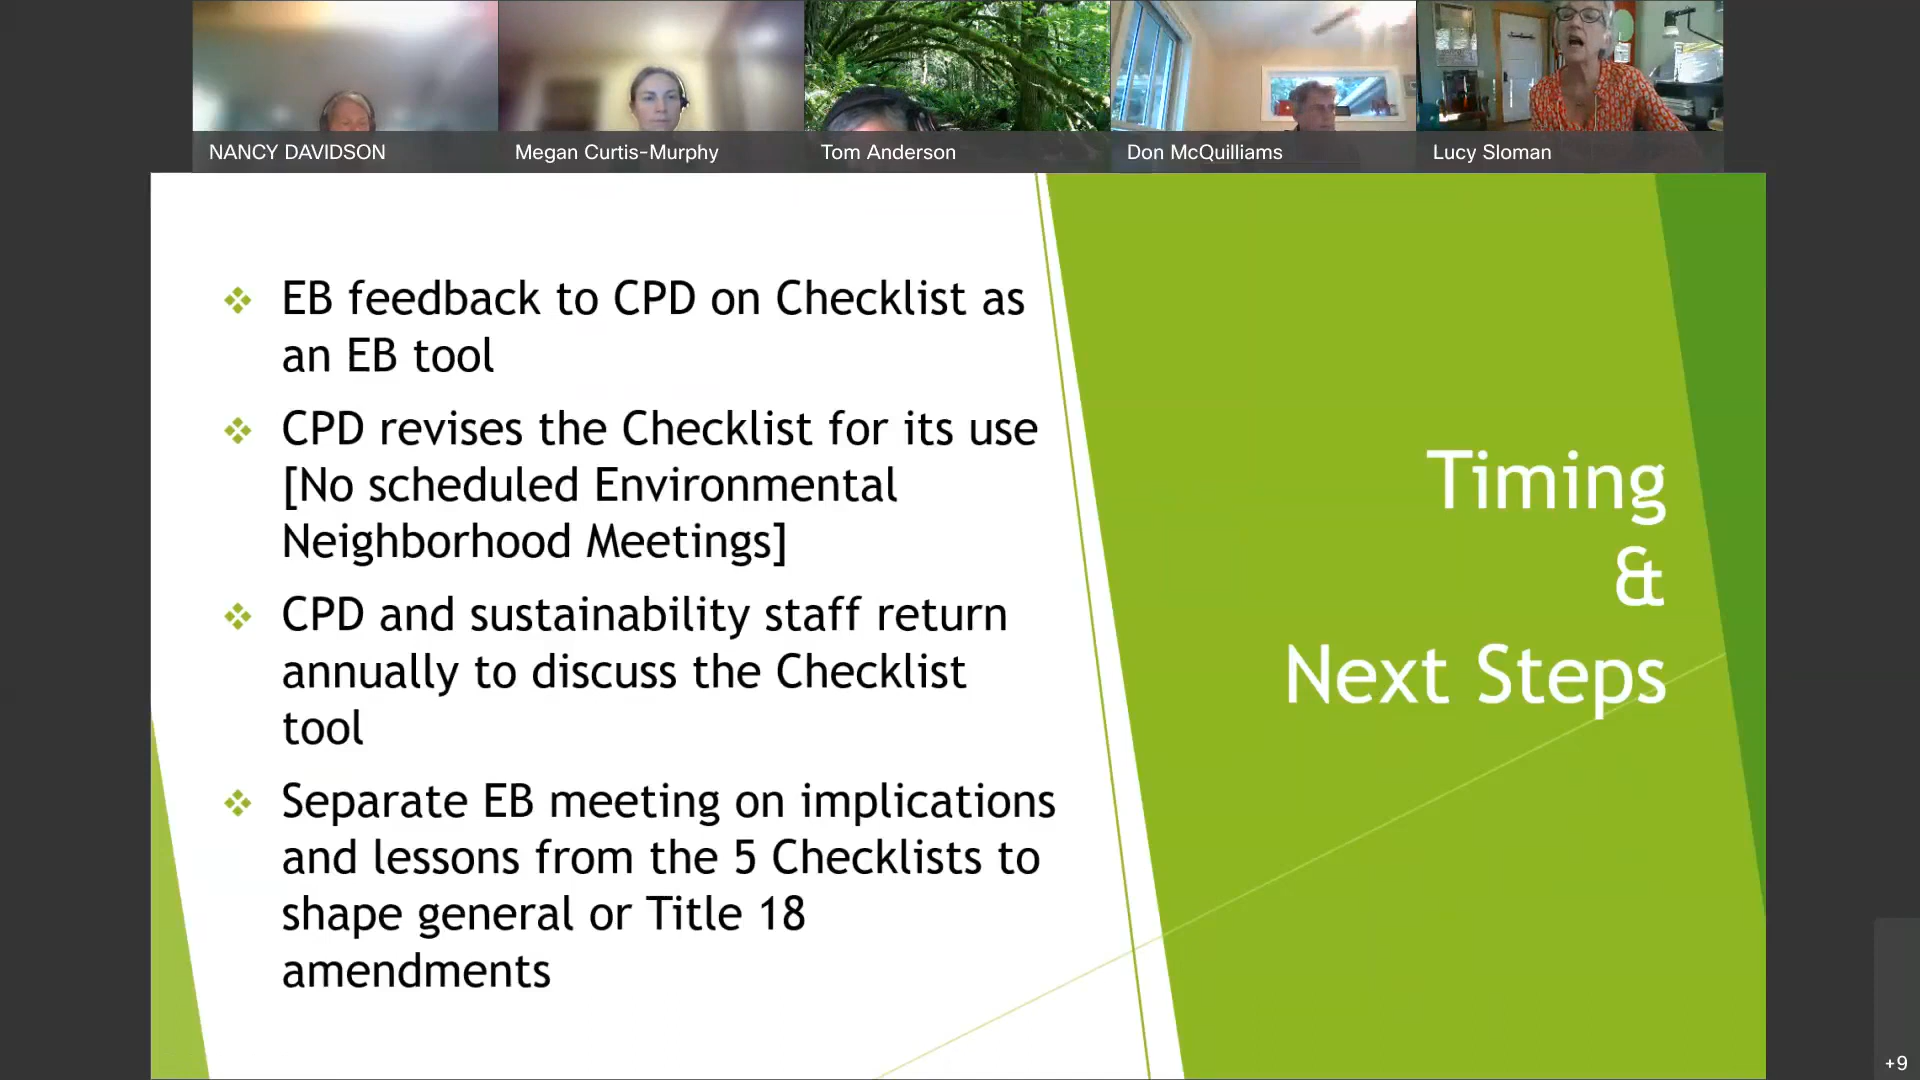 NANCY DAVIDSON
Megan Curtis-Murphy
Tom Anderson
Don McQuilliams
Lucy Sloman
EB feedback to CPD on Checklist as
an EB tool
CPD revises the Checklist for its use
[No scheduled Environmental
Neighborhood Meetings]
CPD and sustainability staff return
annually to discuss the Checklist
tool
Separate EB meeting on implications
and lessons from the 5 Checklists to
shape general or Title 18
amendments
Timing
&
Next Steps
+9